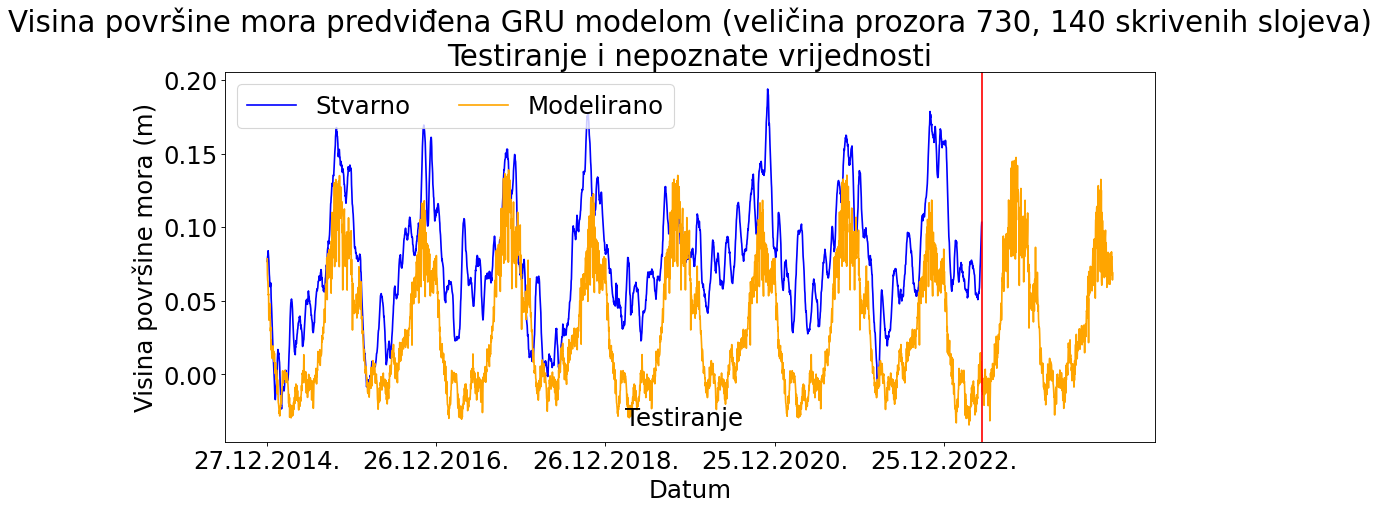 Visina površine mora predviđena GRU modelom (veličina prozora 730, 140 skrivenih slojeva)
Testiranje i nepoznate vrijednosti
Stvarno Modelirano
Visina površine mora (m)
0.20
0.15
0.10
0.05
0.00
Testiranje
27.12.2014. 26.12.2016. 26.12.2018. 25.12.2020. 25.12.2022.
Datum